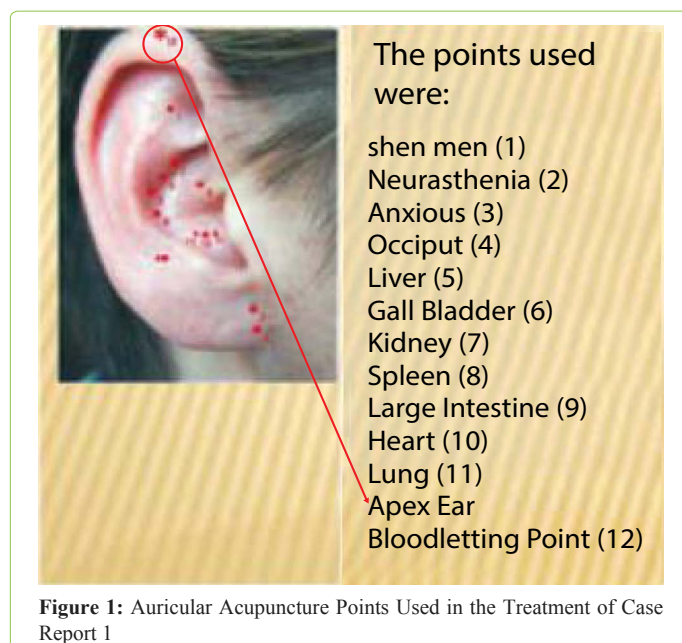 The points used
were:
shen men (1)
Neurasthenia (2)
Anxious (3)
Occiput (4)
Liver (5)
Gall Bladder (6)
Kidney (7)
Spleen (8)
Large Intestine (9)
Heart (10)
Lung (11)
Apex Ear
Bloodletting Point (12)
Figure 1: Auricular Acupuncture Points Used in the Treatment of Case
Report 1